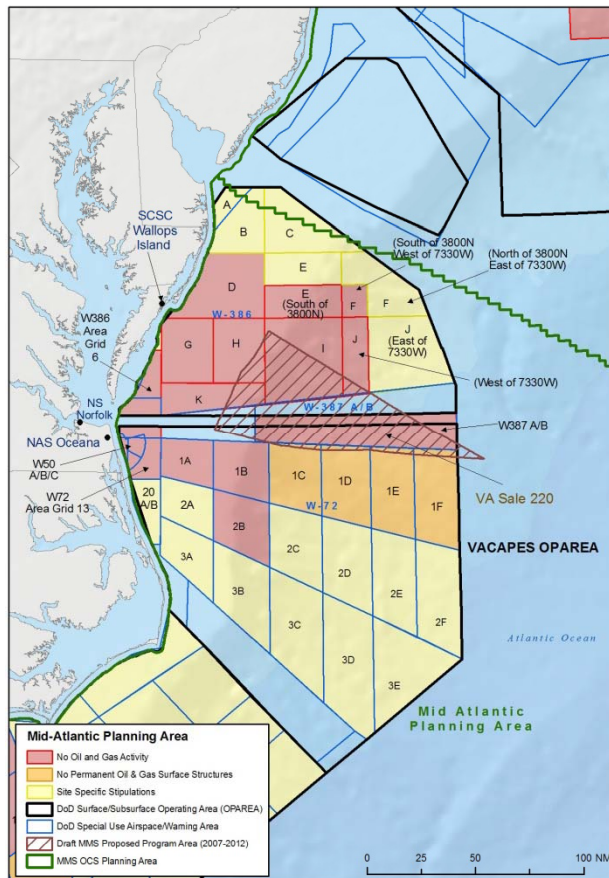 A
B
C
SCSC
Wallops
Island
(South of 3800N
West of 7330W)
(North of 3800N
East of 7330W)
E
D
E
(South of
3800N)
F
F
W386
Area
Grid
6
W-386
J
(East of
7330W)
G
H
I
J
(West of 7330W)
K
NS
Norfolk
W-387 A/B
W387 A/B
NAS Oceana
W50
A/B/C
1A
1B
1C
1D
1E
1F
VA Sale 220
W72
Area Grid 13
20
A/B
2A
W-72
2B
VACAPES OPAREA
2C
3A
2D
3B
2E
2F
3C
Atlantic Ocean
3D
3E
Mid Atlantic
Planning Area
Mid-Atlantic Planning Area
No Oil and Gas Activity
No Permanent Oil & Gas Surface Structures
Site Specific Stipulations
DoD Surface/Subsurface Operating Area (OPAREA)
DoD Special Use Airspace/Warning Area
Draft MMS Proposed Program Area (2007-2012)
MMS OCS Planning Area
0 25 50 100 NM